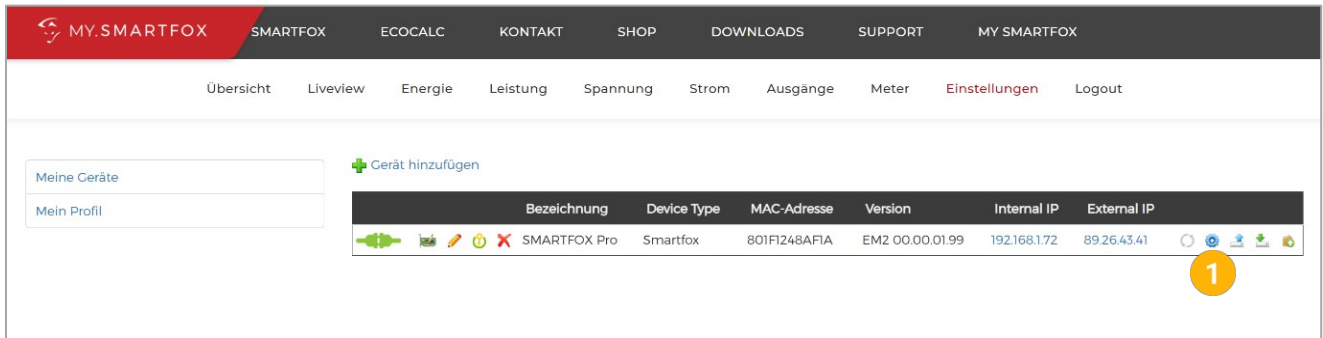 MY.SMARTFOX SMARTFOX ECOCALC KONTAKT SHOP DOWNLOADS SUPPORT MY SMARTFOX
Übersicht Liveview Energie Leistung Spannung Strom Ausgänge Meter Einstellungen Logout
Gerät hinzufügen
Meine Geräte
Mein Profil
Bezeichnung Device Type MAC-Adresse Version Internal IP External IP
SMARTFOX Pro Smartfox 801F1248AF1A EM2 00.00.01.99 192.168.1.72 89.26.43.41
1